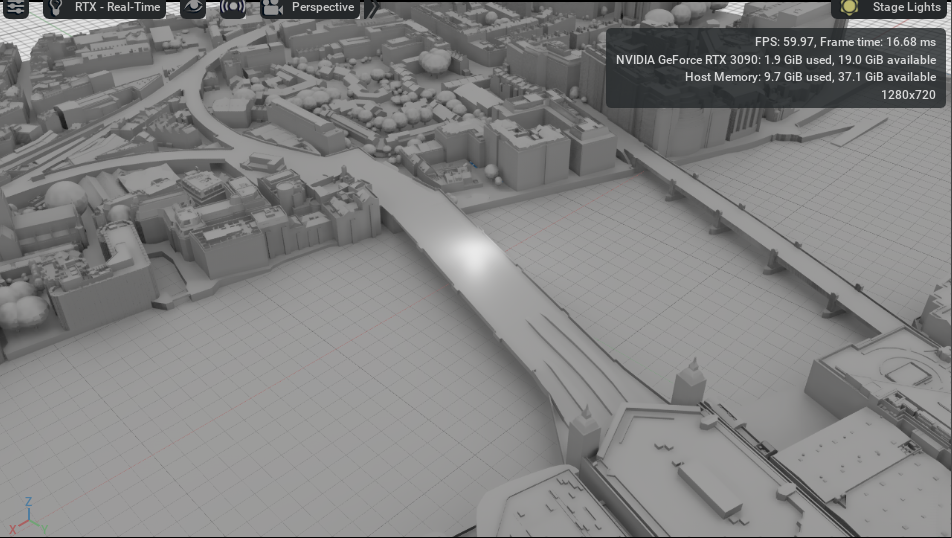 RTX - Real-Time
Perspective
Stage Lights
FPS: 59.97, Frame time: 16.68 ms
NVIDIA GeForce RTX 3090: 1.9 GiB used, 19.0 GiB available
Host Memory: 9.7 GiB used, 37.1 GiB available
1280x720
Z
X
Y